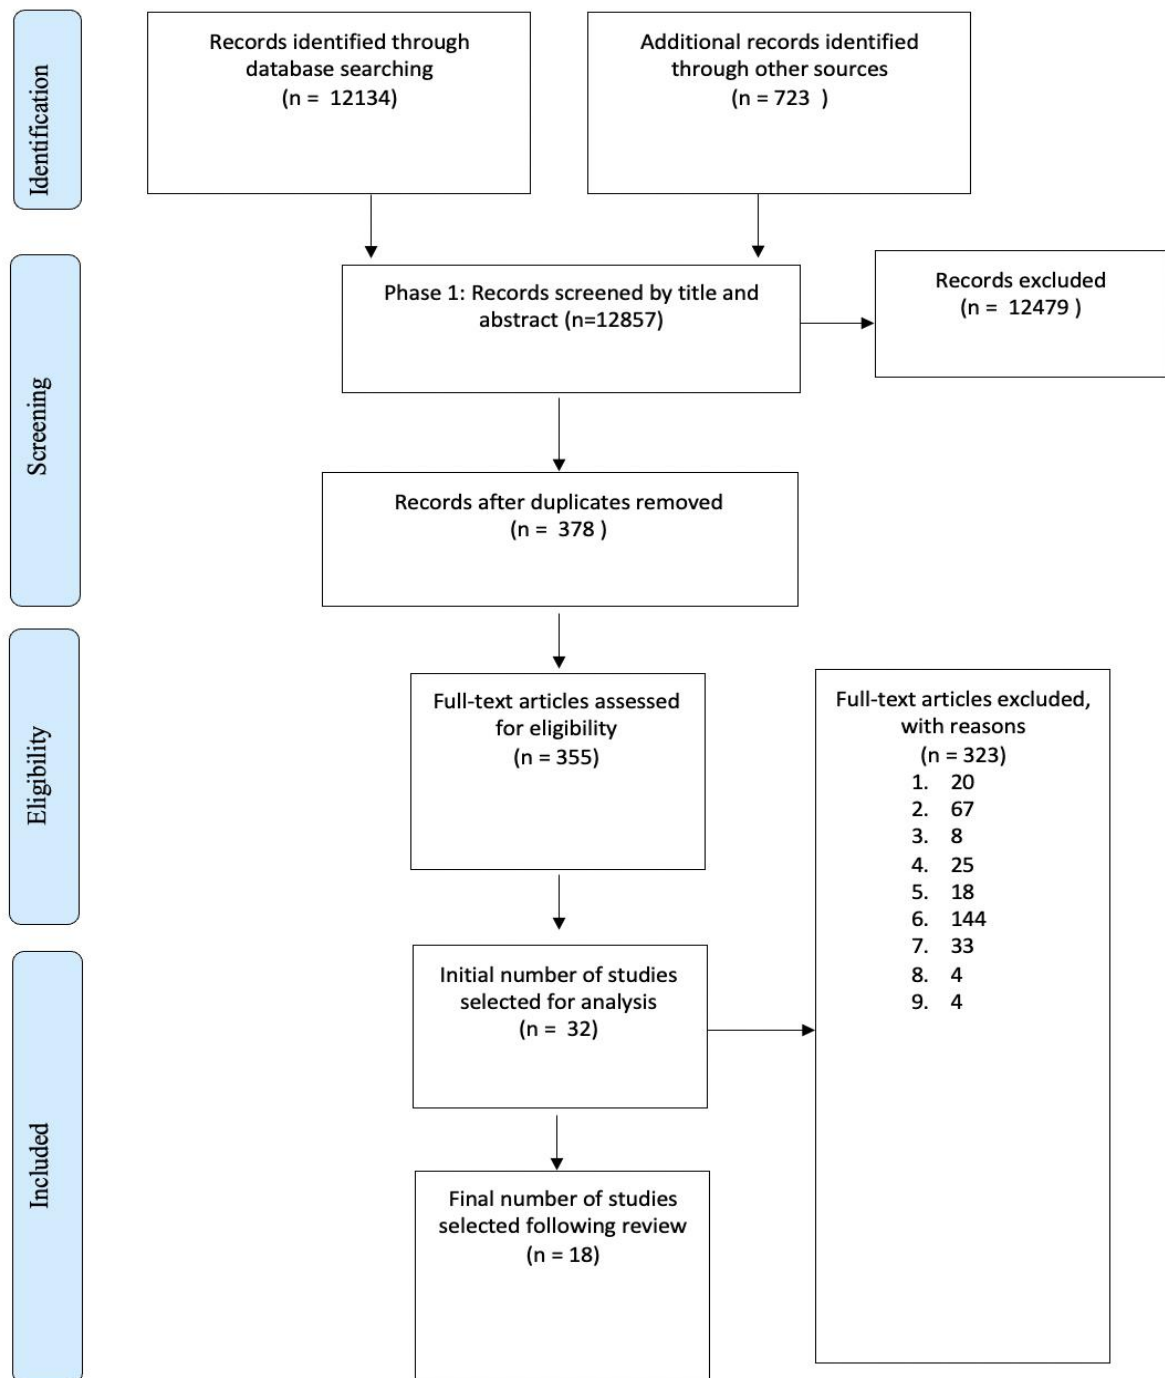 Identification
Records identified through
database searching
(n =  12134)
Additional records identified
through other sources
(n = 723  )
Screening
Phase 1: Records screened by title and
abstract (n=12857)
Records excluded
(n =  12479 )
Records after duplicates removed
(n =  378 )
Eligibility
Full-text articles assessed
for eligibility
(n = 355)
Full-text articles excluded,
with reasons
(n = 323)
1. 20
2. 67
3. 8
4. 25
5. 18
6. 144
7. 33
8. 4
9. 4
Included
Initial number of studies
selected for analysis
(n =  32)
Final number of studies
selected following review
(n = 18)